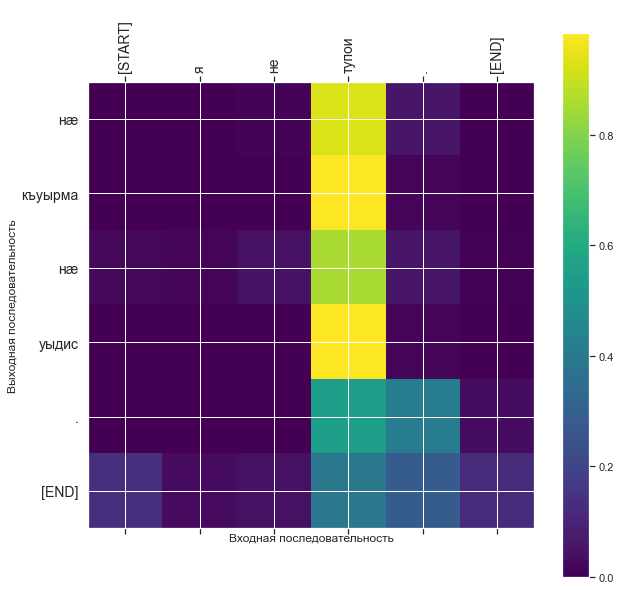 [START]
я
не
тупои
.
[END]
нæ
къуырма
нæ
уыдис
.
[END]
Выходная последовательность
Входная последовательность
0.8
0.6
0.4
0.2
0.0